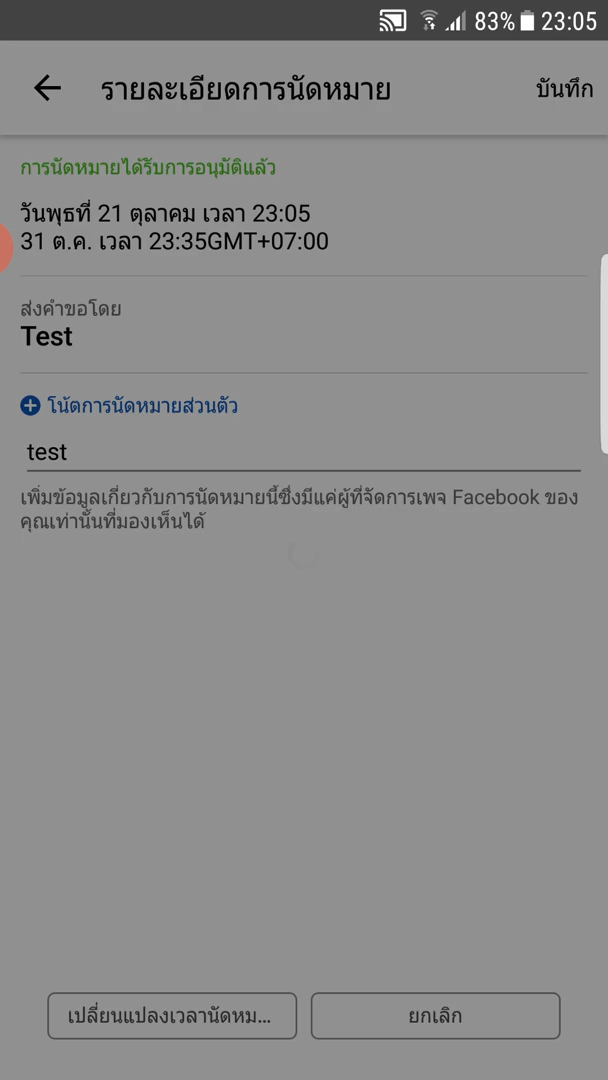 83% 23:05
รายละเอียดการนัดหมาย บันทึก
การนัดหมายได้รับการอนุมัติแล้ว
วันพุธที่ 21 ตุลาคม เวลา 23:05
31 ต.ค. เวลา 23:35GMT+07:00
ส่งคำขอโดย
Test
โน้ตการนัดหมายส่วนตัว
test
เพิ่มข้อมูลเกี่ยวกับการนัดหมายนี้ซึ่งมีแค่ผู้ที่จัดการเพจ Facebook ของ
คุณเท่านั้นที่มองเห็นได้
เปลี่ยนแปลงเวลานัดหม... ยกเลิก